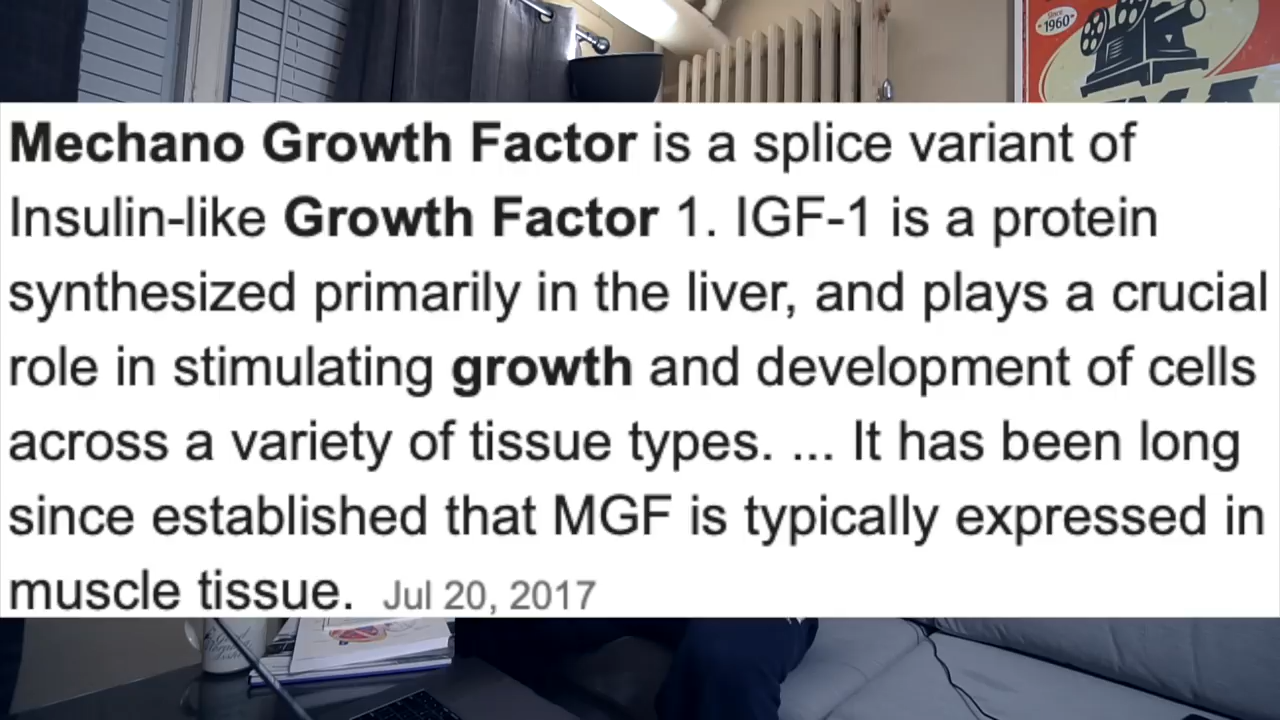 Since
1960
Mechano Growth Factor is a splice variant of
Insulin-like Growth Factor 1. IGF-1 is a protein
synthesized primarily in the liver, and plays a crucial
role in stimulating growth and development of cells
across a variety of tissue types. ... It has been long
since established that MGF is typically expressed in
muscle tissue. Jul 20, 2017